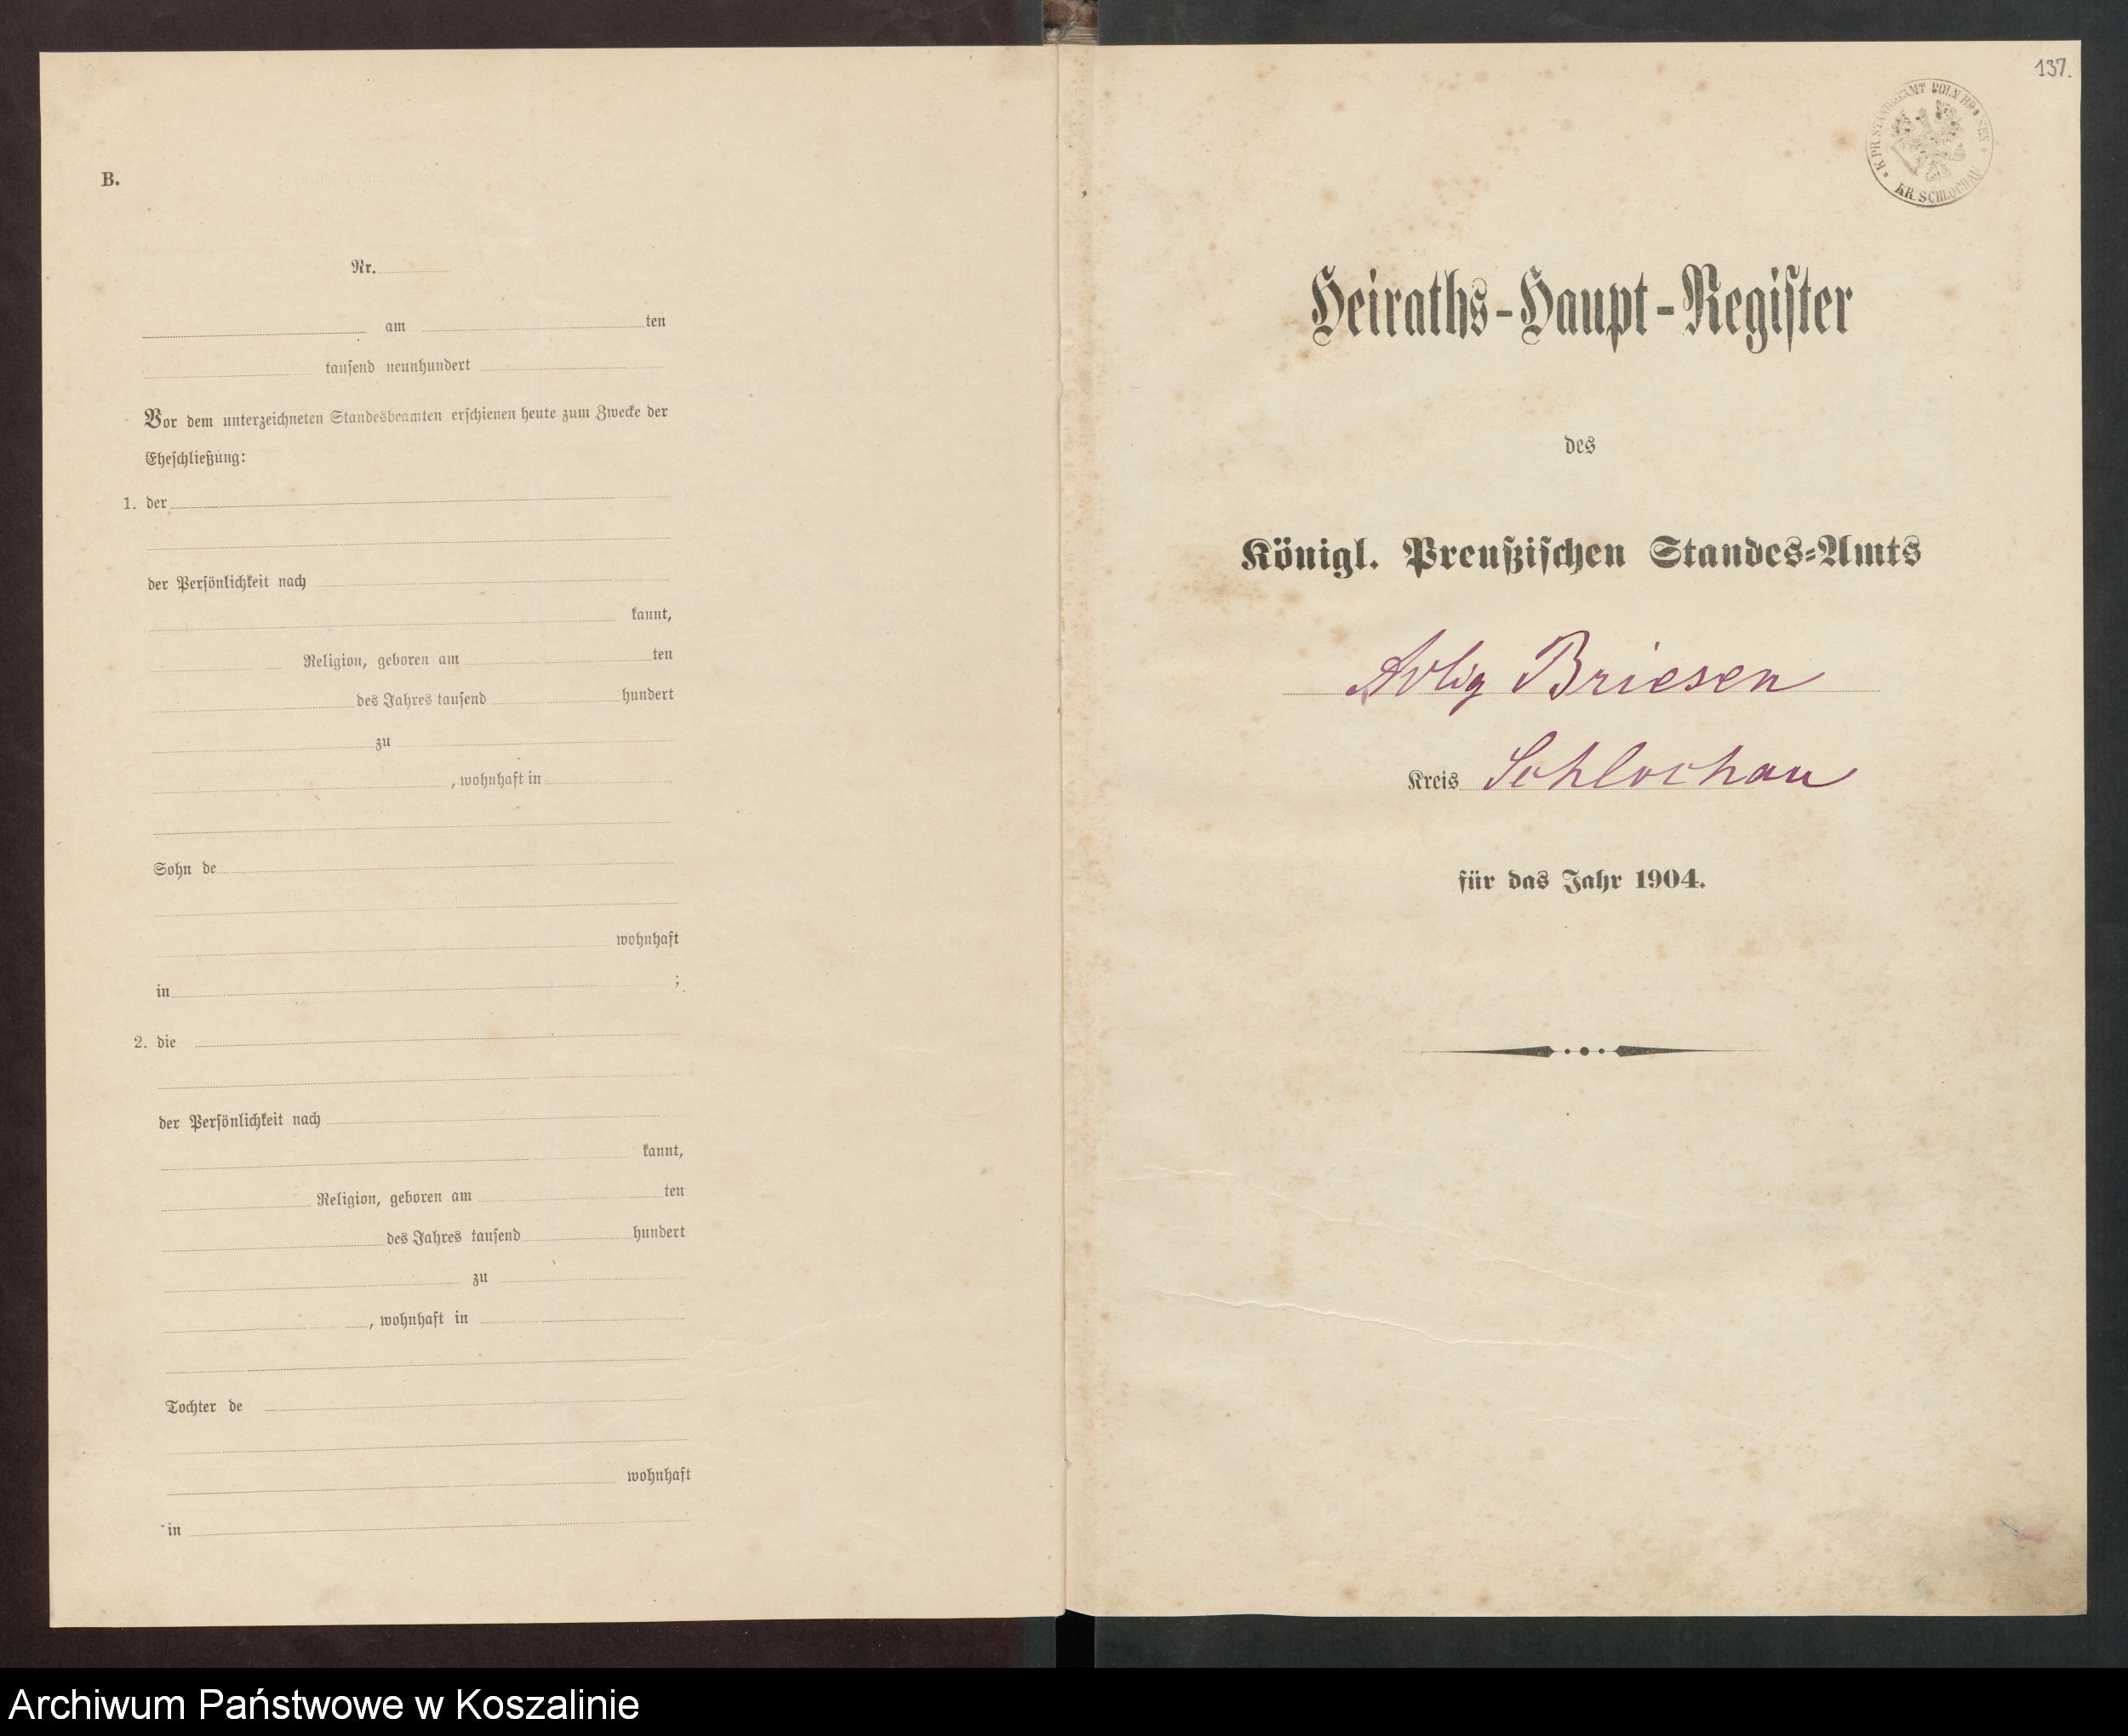 B.
Nr.
am ten
tausend neunhundert
Vor dem unterzeichneten Standesbeamten erschienen heute zum Zwecke der
Eheschließung:
1. der
der Persönlichkeit nach
kannt,
Religion, geboren am ten
des Jahres tausend hundert
zu
, wohnhaft in
Sohn de
wohnhaft
in ;
2. die
der Persönlichkeit nach
kannt,
Religion, geboren am ten
des Jahres tausend hundert
zu
, wohnhaft in
Tochter de
wohnhaft
in
137.
K. PR. STANDESAMT
KR. SCHLOCHAU
Heiraths-Haupt-Register
des
Königl. Preußischen Standes-Amts
Briesen
Kreis Schlochau
für das Jahr 1904.
Archiwum Państwowe w Koszalinie